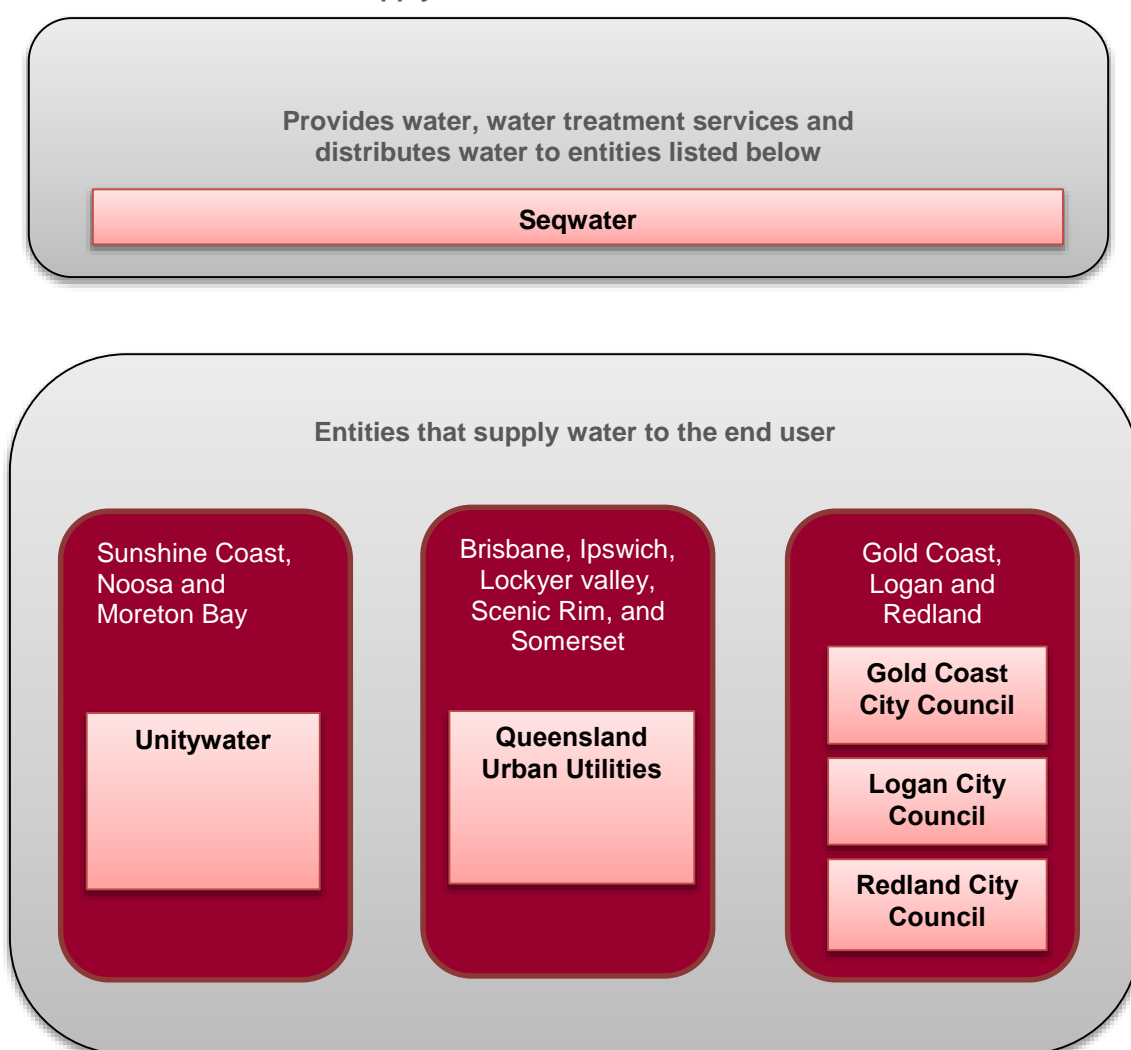 Provides water, water treatment services and
distributes water to entities listed below
Seqwater
Entities that supply water to the end user
Sunshine Coast,
Noosa and
Moreton Bay
Unitywater
Brisbane, Ipswich,
Lockyer valley,
Scenic Rim, and
Somerset
Queensland
Urban Utilities
Gold Coast,
Logan and
Redland
Gold Coast
City Council
Logan City
Council
Redland City
Council